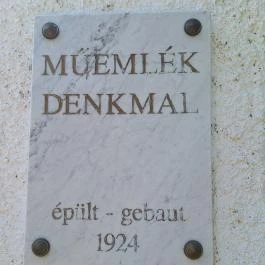 MŰEMLÉK
DENKMAL
épült - gebaut
1924